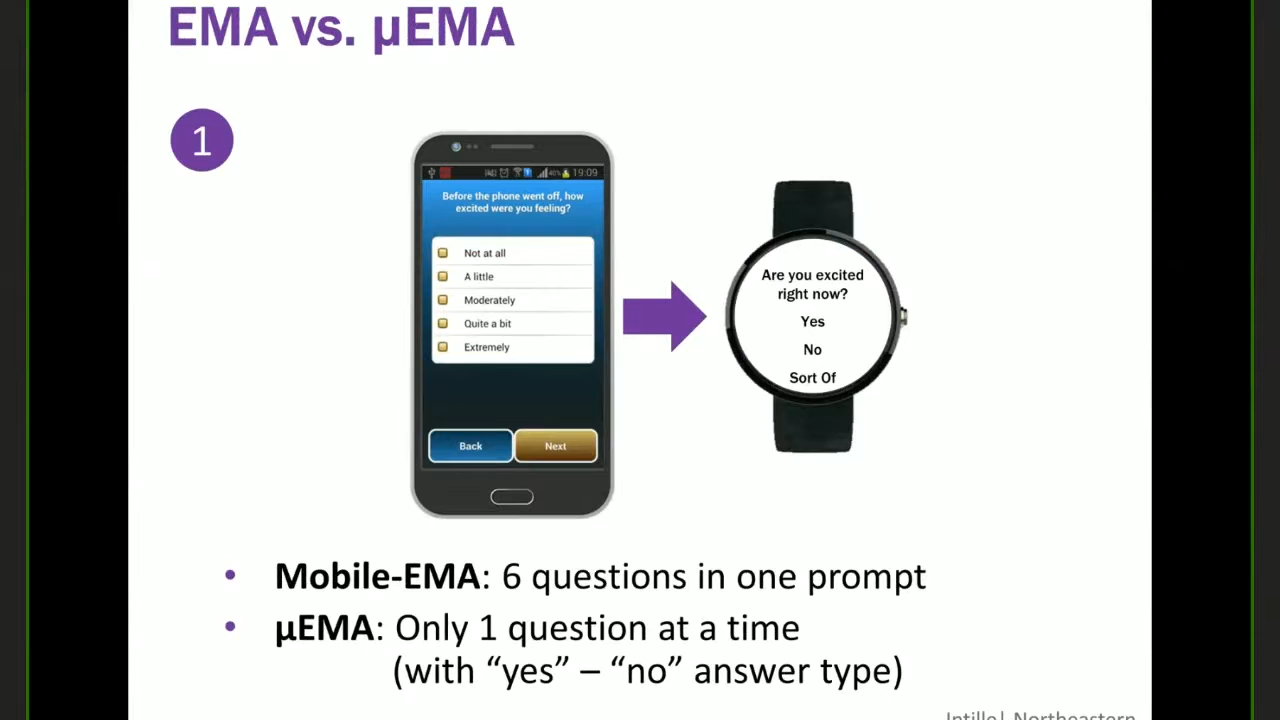 EMA vs. µEMA
1
19:09
Before the phone went off, how
excited were you feeling?
Not at all
A little
Moderately
Quite a bit
Extremely
Back
Next
Are you excited
right now?
Yes
No
Sort Of
• Mobile-EMA: 6 questions in one prompt
• µEMA: Only 1 question at a time
(with “yes” – “no” answer type)
Intille| Northeastern